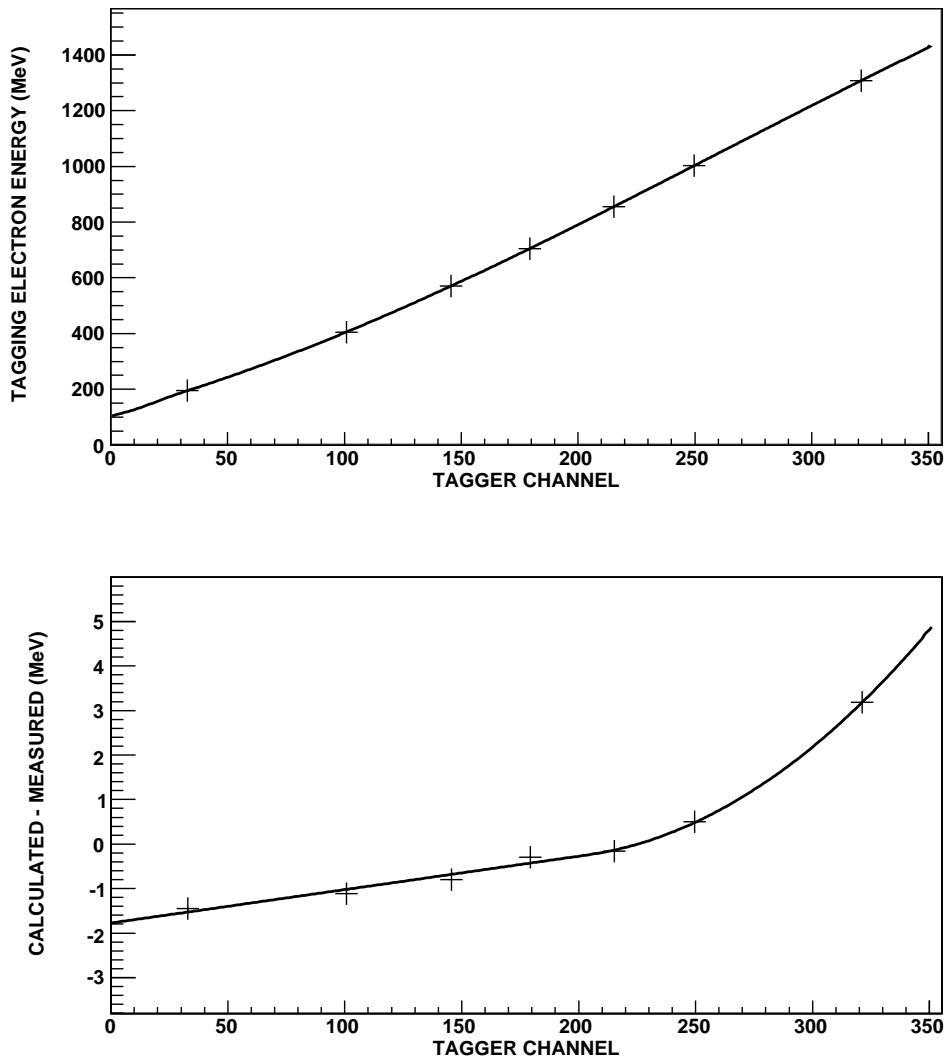 TAGGING ELECTRON ENERGY (MeV)
1400
1200
1000
800
600
400
200
0
0 50 100 150 200 250 300 350
TAGGER CHANNEL
CALCULATED - MEASURED (MeV)
5
4
3
2
1
0
-1
-2
-3
0 50 100 150 200 250 300 350
TAGGER CHANNEL